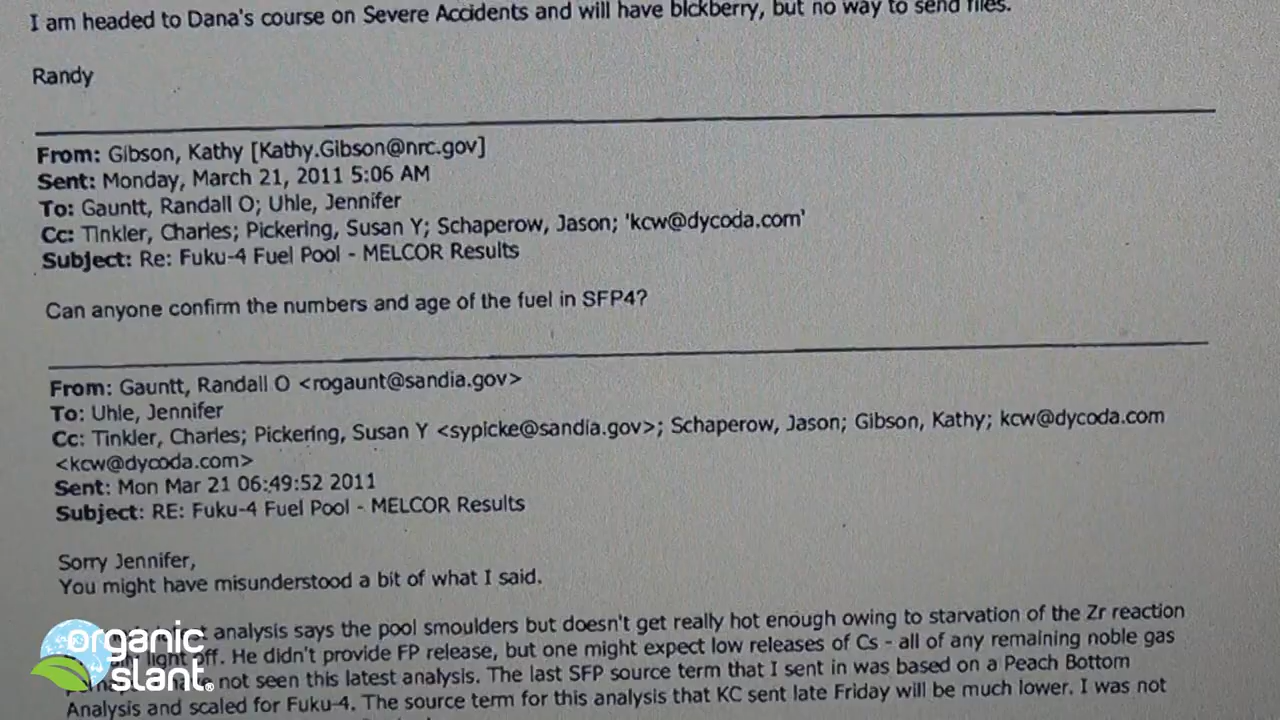 I am headed to Dana's course on Severe Accidents and will have blckberry, but no way to send files.
Randy
From: Gibson, Kathy [Kathy.Gibson@nrc.gov]
Sent: Monday, March 21, 2011 5:06 AM
To: Gauntt, Randall O; Uhle, Jennifer
Cc: Tinkler, Charles; Pickering, Susan Y; Schaperow, Jason; 'kcw@dycoda.com'
Subject: Re: Fuku-4 Fuel Pool - MELCOR Results
Can anyone confirm the numbers and age of the fuel in SFP4?
From: Gauntt, Randall O <rogaunt@sandia.gov>
To: Uhle, Jennifer
Cc: Tinkler, Charles; Pickering, Susan Y <sypicke@sandia.gov>; Schaperow, Jason; Gibson, Kathy; kcw@dycoda.com
<kcw@dycoda.com>
Sent: Mon Mar 21 06:49:52 2011
Subject: RE: Fuku-4 Fuel Pool - MELCOR Results
Sorry Jennifer,
You might have misunderstood a bit of what I said.
analysis says the pool smoulders but doesn't get really hot enough owing to starvation of the Zr reaction
light off. He didn't provide FP release, but one might expect low releases of Cs - all of any remaining noble gas
not seen this latest analysis. The last SFP source term that I sent in was based on a Peach Bottom
Analysis and scaled for Fuku-4. The source term for this analysis that KC sent late Friday will be much lower. I was not
organic
slant®